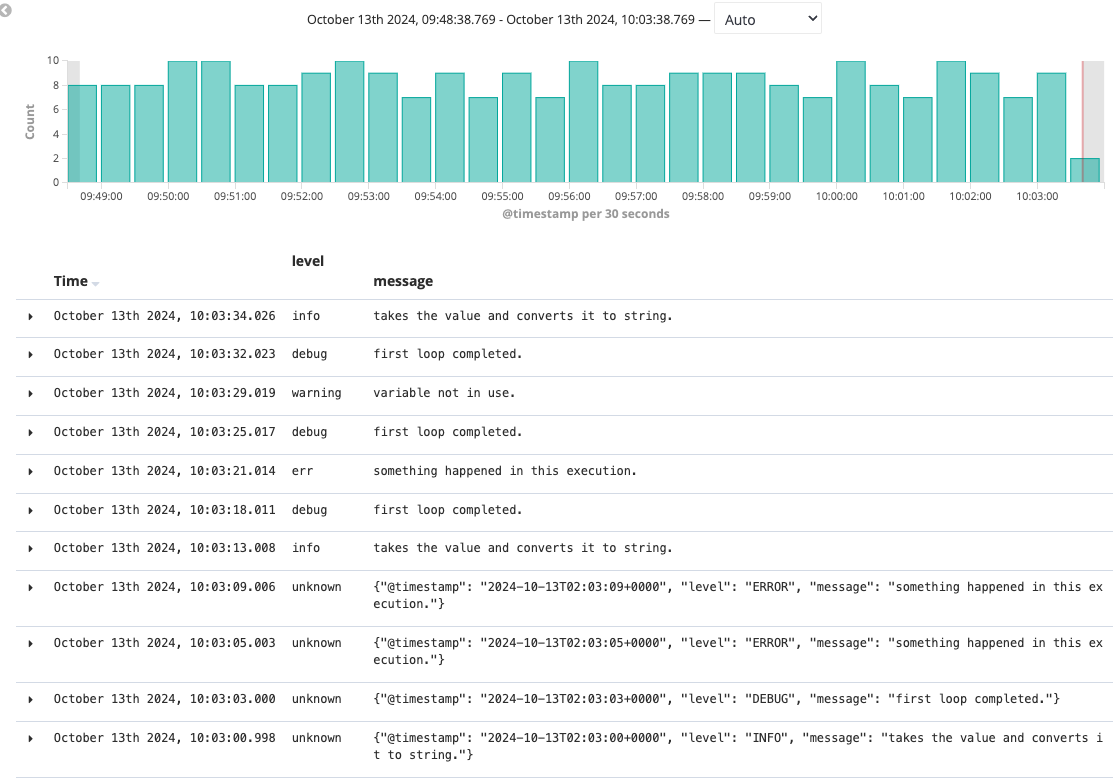 October 13th 2024, 09:48:38.769 - October 13th 2024, 10:03:38.769 — Auto
10
8
6
4
2
0
Count
09:49:00 09:50:00 09:51:00 09:52:00 09:53:00 09:54:00 09:55:00 09:56:00 09:57:00 09:58:00 09:59:00 10:00:00 10:01:00 10:02:00 10:03:00
@timestamp per 30 seconds
Time level message
October 13th 2024, 10:03:34.026 info takes the value and converts it to string.
October 13th 2024, 10:03:32.023 debug first loop completed.
October 13th 2024, 10:03:29.019 warning variable not in use.
October 13th 2024, 10:03:25.017 debug first loop completed.
October 13th 2024, 10:03:21.014 err something happened in this execution.
October 13th 2024, 10:03:18.011 debug first loop completed.
October 13th 2024, 10:03:13.008 info takes the value and converts it to string.
October 13th 2024, 10:03:09.006 unknown {"@timestamp": "2024-10-13T02:03:09+0000", "level": "ERROR", "message": "something happened in this ex
ecution."}
October 13th 2024, 10:03:05.003 unknown {"@timestamp": "2024-10-13T02:03:05+0000", "level": "ERROR", "message": "something happened in this ex
ecution."}
October 13th 2024, 10:03:03.000 unknown {"@timestamp": "2024-10-13T02:03:03+0000", "level": "DEBUG", "message": "first loop completed."}
October 13th 2024, 10:03:00.998 unknown {"@timestamp": "2024-10-13T02:03:00+0000", "level": "INFO", "message": "takes the value and converts i
t to string."}